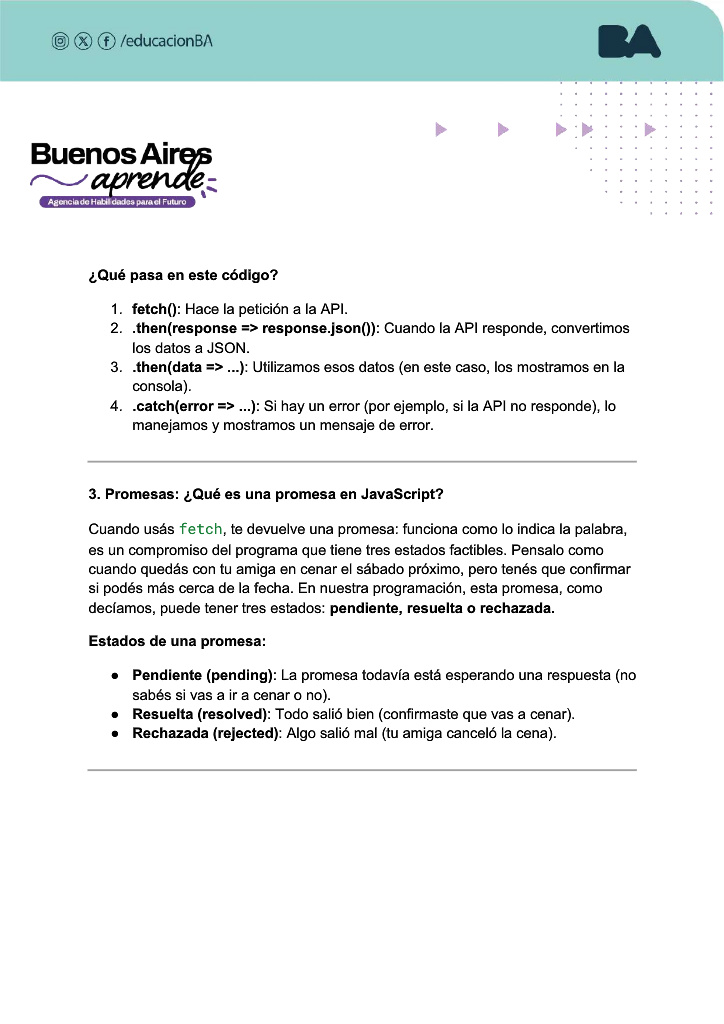 /educacionBA
BA
Buenos Aires
aprende
Agencia de Habilidades para el Futuro
¿Qué pasa en este código?
1. fetch(): Hace la petición a la API.
2. .then(response => response.json()): Cuando la API responde, convertimos
los datos a JSON.
3. .then(data => ...): Utilizamos esos datos (en este caso, los mostramos en la
consola).
4. .catch(error => ...): Si hay un error (por ejemplo, si la API no responde), lo
manejamos y mostramos un mensaje de error.
3. Promesas: ¿Qué es una promesa en JavaScript?
Cuando usás fetch, te devuelve una promesa: funciona como lo indica la palabra,
es un compromiso del programa que tiene tres estados factibles. Pensalo como
cuando quedás con tu amiga en cenar el sábado próximo, pero tenés que confirmar
si podés más cerca de la fecha. En nuestra programación, esta promesa, como
decíamos, puede tener tres estados: pendiente, resuelta o rechazada.
Estados de una promesa:
● Pendiente (pending): La promesa todavía está esperando una respuesta (no
sabés si vas a ir a cenar o no).
● Resuelta (resolved): Todo salió bien (confirmaste que vas a cenar).
● Rechazada (rejected): Algo salió mal (tu amiga canceló la cena).